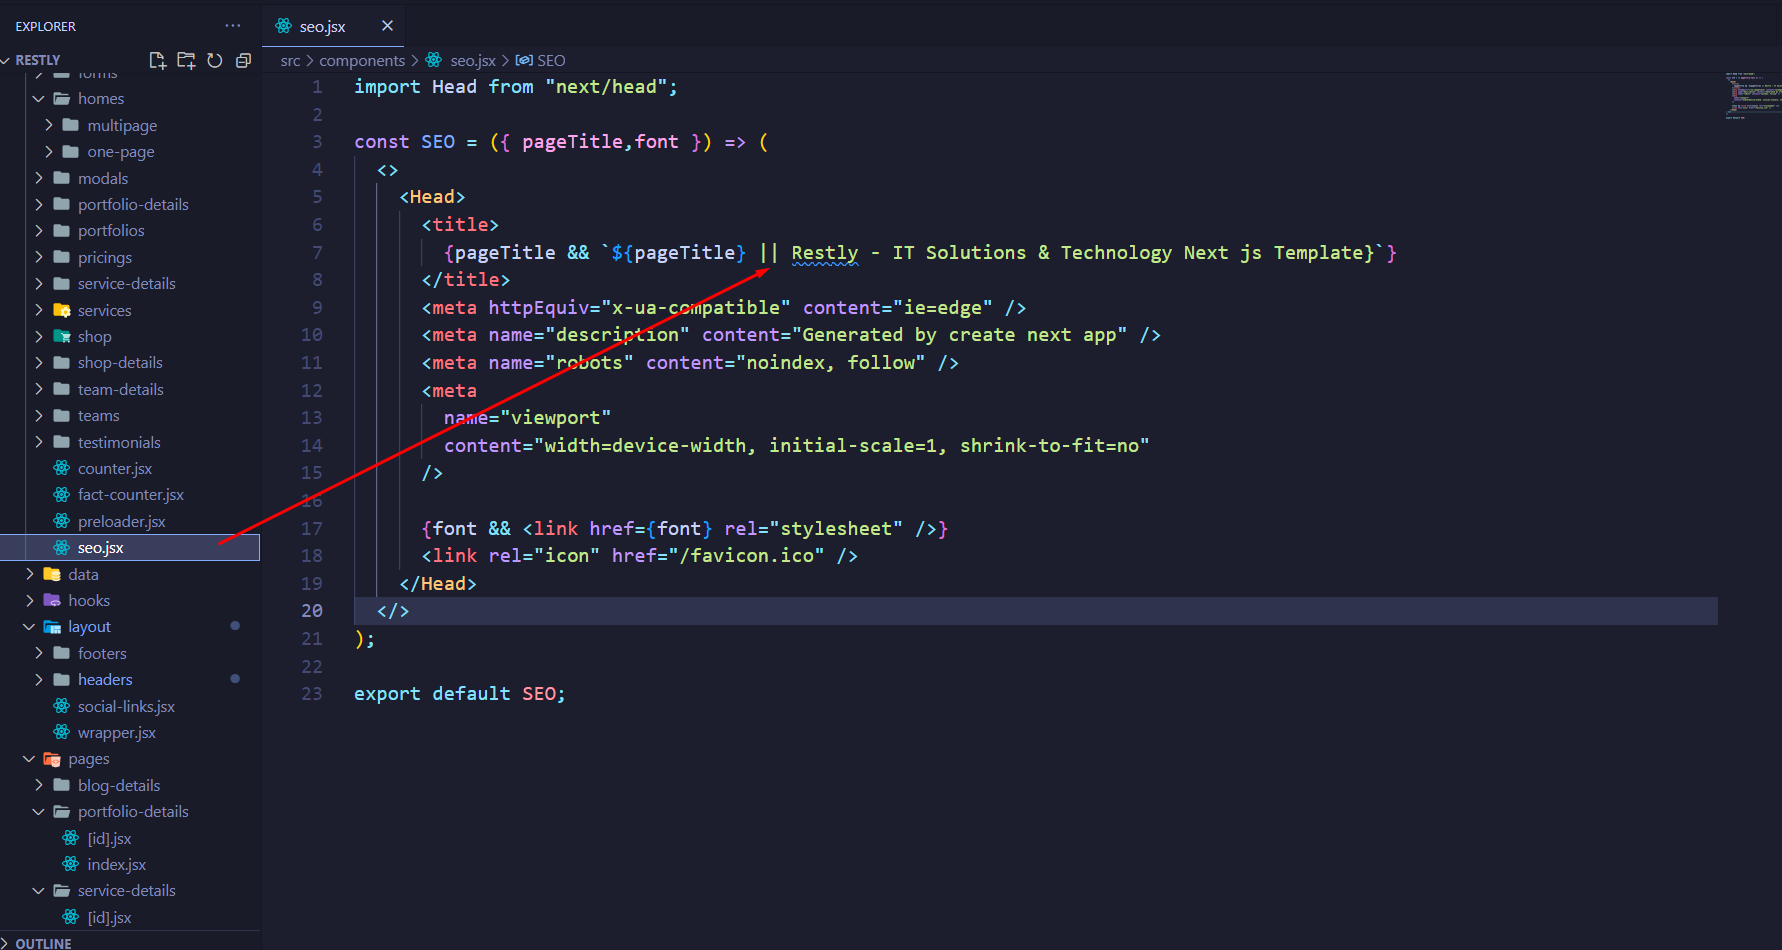 EXPLORER
RESTLY
forms
homes
multipage
one-page
modals
portfolio-details
portfolios
pricings
service-details
services
shop
shop-details
team-details
teams
testimonials
counter.jsx
fact-counter.jsx
preloader.jsx
seo.jsx
data
hooks
layout
footers
headers
social-links.jsx
wrapper.jsx
pages
blog-details
portfolio-details
[id].jsx
index.jsx
service-details
[id].jsx
OUTLINE
seo.jsx
src > components > seo.jsx > SEO
1 import Head from "next/head";
2
3 const SEO = ({ pageTitle,font }) => (
4 <>
5 <Head>
6 <title>
7 {pageTitle && `${pageTitle} || Restly - IT Solutions & Technology Next js Template}`}
8 </title>
9 <meta httpEquiv="x-ua-compatible" content="ie=edge" />
10 <meta name="description" content="Generated by create next app" />
11 <meta name="robots" content="noindex, follow" />
12 <meta
13 name="viewport"
14 content="width=device-width, initial-scale=1, shrink-to-fit=no"
15 />
16
17 {font && <link href={font} rel="stylesheet" />}
18 <link rel="icon" href="/favicon.ico" />
19 </Head>
20 </>
21 );
22
23 export default SEO;